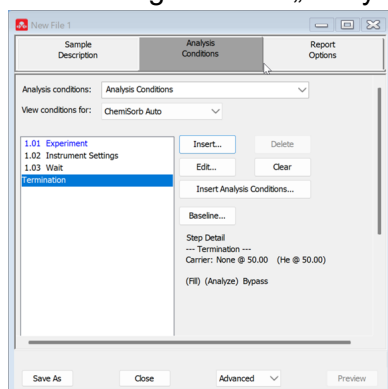 New File 1
Sample
Description
Analysis
Conditions
Report
Options
Analysis conditions: Analysis Conditions
View conditions for: ChemiSorb Auto
1.01 Experiment
1.02 Instrument Settings
1.03 Wait
Termination
Insert...
Delete
Edit...
Clear
Insert Analysis Conditions...
Baseline...
Step Detail
--- Termination ---
Carrier: None @ 50.00 (He @ 50.00)
(Fill) (Analyze) Bypass
Save As
Close
Advanced
Preview